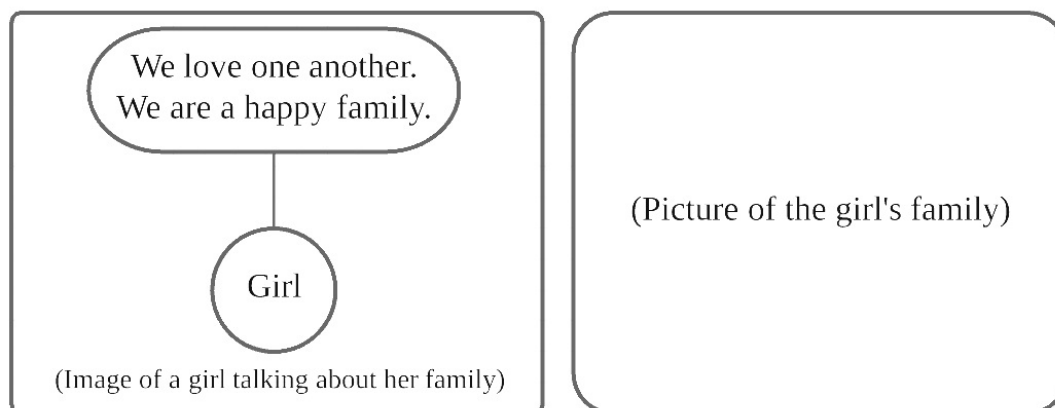 We love one another.
We are a happy family.
Girl
(Image of a girl talking about her family)
(Picture of the girl's family)